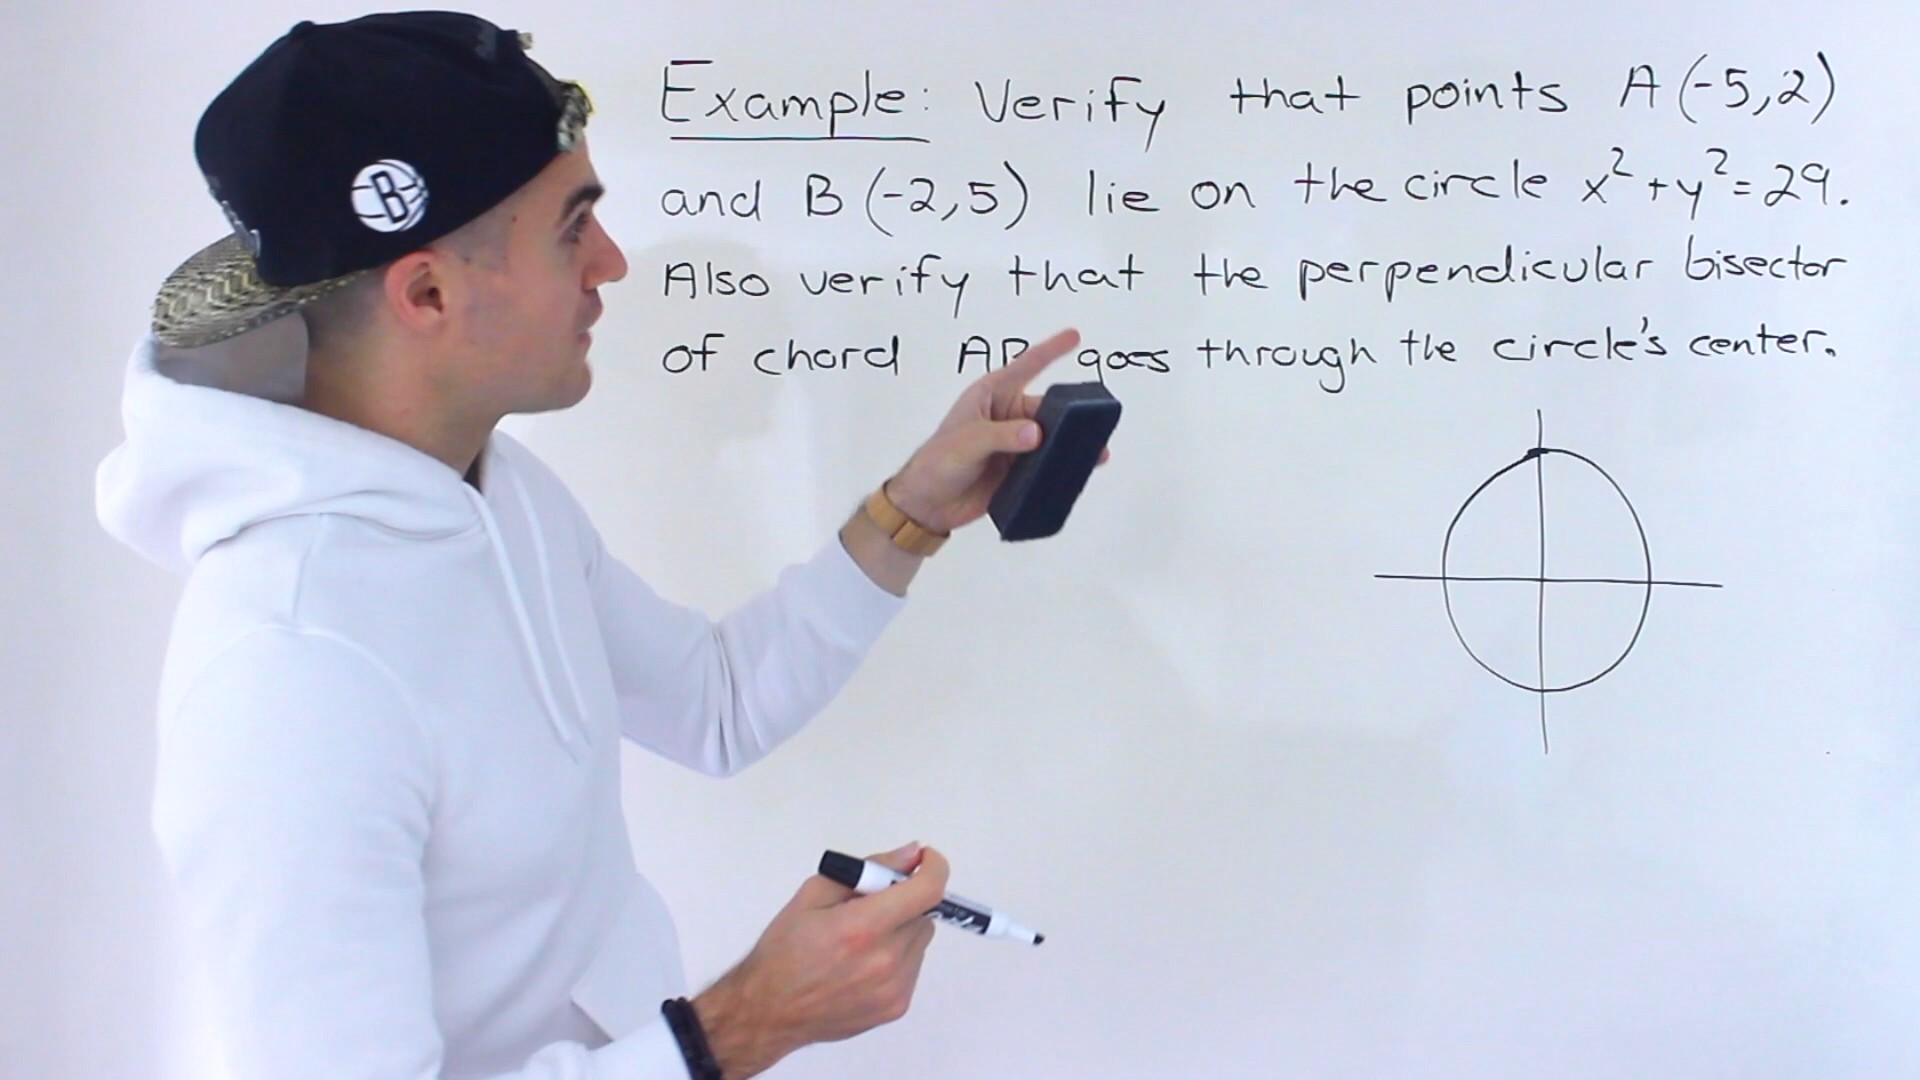 Example: Verify that points A(-5,2)
and B(-2,5) lie on the circle x²+y²=29.
Also verify that the perpendicular bisector
of chord AB goes through the circle's center.
B